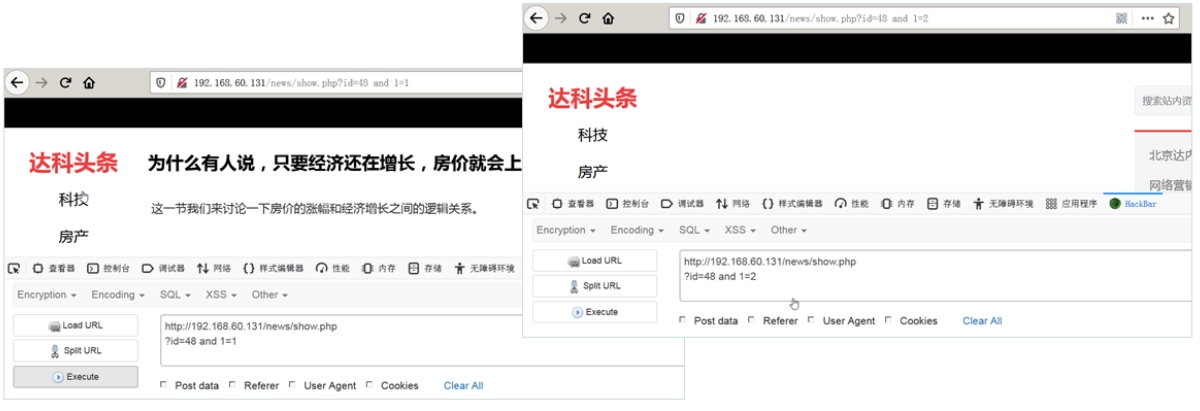 192.168.60.131/news/show.php?id=48 and 1=1
达科头条
为什么有人说，只要经济还在增长，房价就会上
科技
这一节我们来讨论一下房价的涨幅和经济增长之间的逻辑关系。
房产
查看器 控制台 调试器 网络 样式编辑器 性能 内存 存储 无障碍环境
Encryption Encoding SQL XSS Other
Load URL
Split URL
Execute
http://192.168.60.131/news/show.php
?id=48 and 1=1
Post data Referer User Agent Cookies Clear All
192.168.60.131/news/show.php?id=48 and 1=2
达科头条
搜索站内资
科技
北京达内
房产
网络营销
查看器 控制台 调试器 网络 样式编辑器 性能 内存 存储 无障碍环境 应用程序 HackBar
Encryption Encoding SQL XSS Other
Load URL
Split URL
Execute
http://192.168.60.131/news/show.php
?id=48 and 1=2
Post data Referer User Agent Cookies Clear All